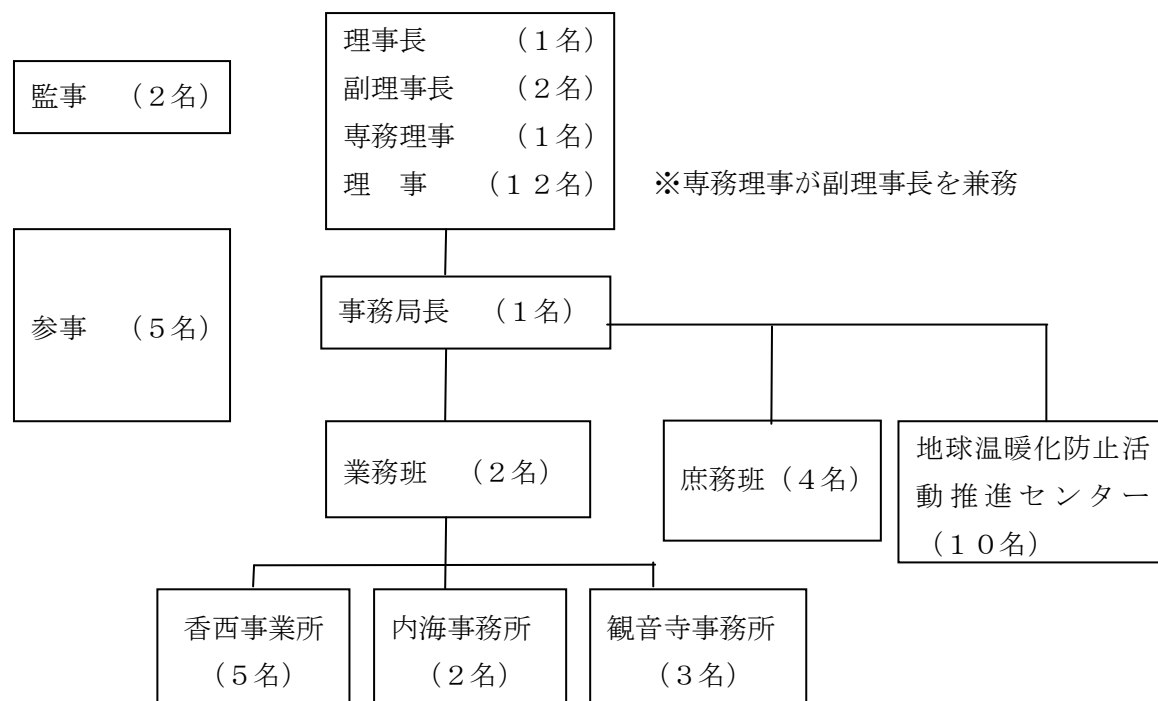 理事長　　（１名）
副理事長　（２名）
専務理事　（１名）
理　事　（１２名）
監事　（２名）
※専務理事が副理事長を兼務
参事　（５名）
事務局長　（１名）
業務班　（２名）
庶務班（４名）
地球温暖化防止活
動推進センター
（１０名）
香西事業所
（５名）
内海事務所
（２名）
観音寺事務所
（３名）